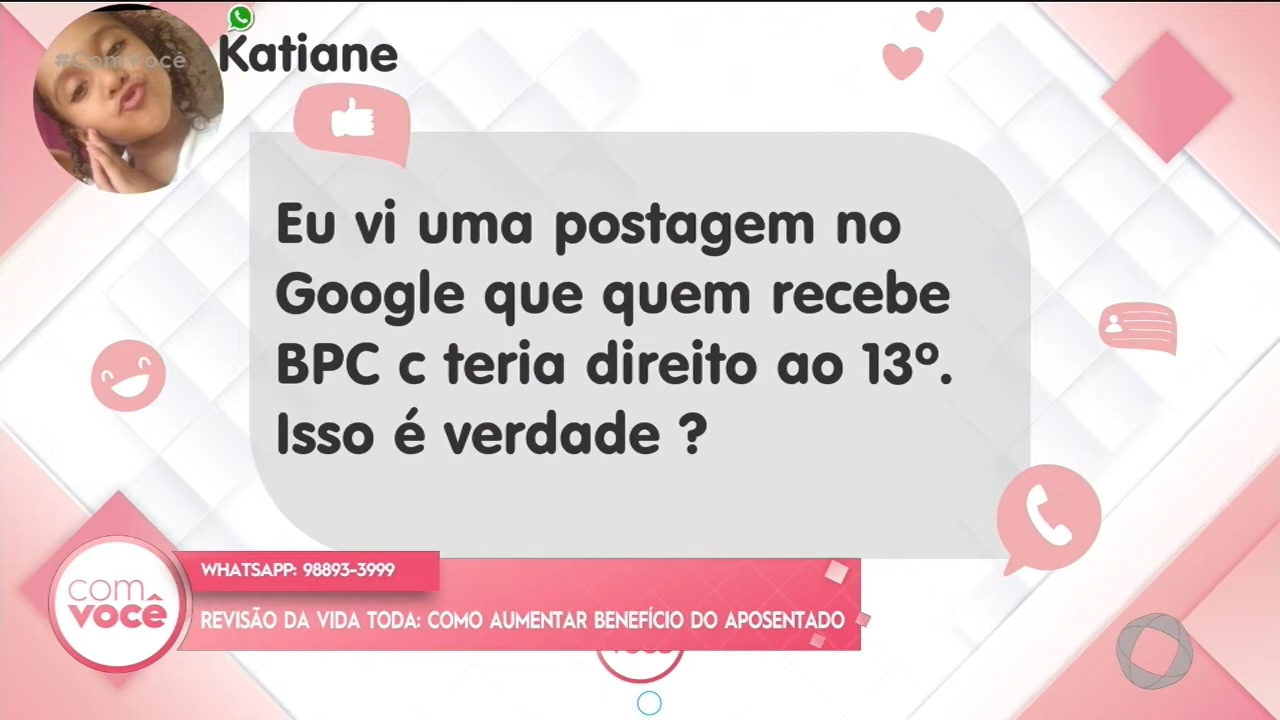 #ComVocê
Katiane
Eu vi uma postagem no
Google que quem recebe
BPC c teria direito ao 13º.
Isso é verdade ?
WHATSAPP: 98893-3999
com
você
REVISÃO DA VIDA TODA: COMO AUMENTAR BENEFÍCIO DO APOSENTADO